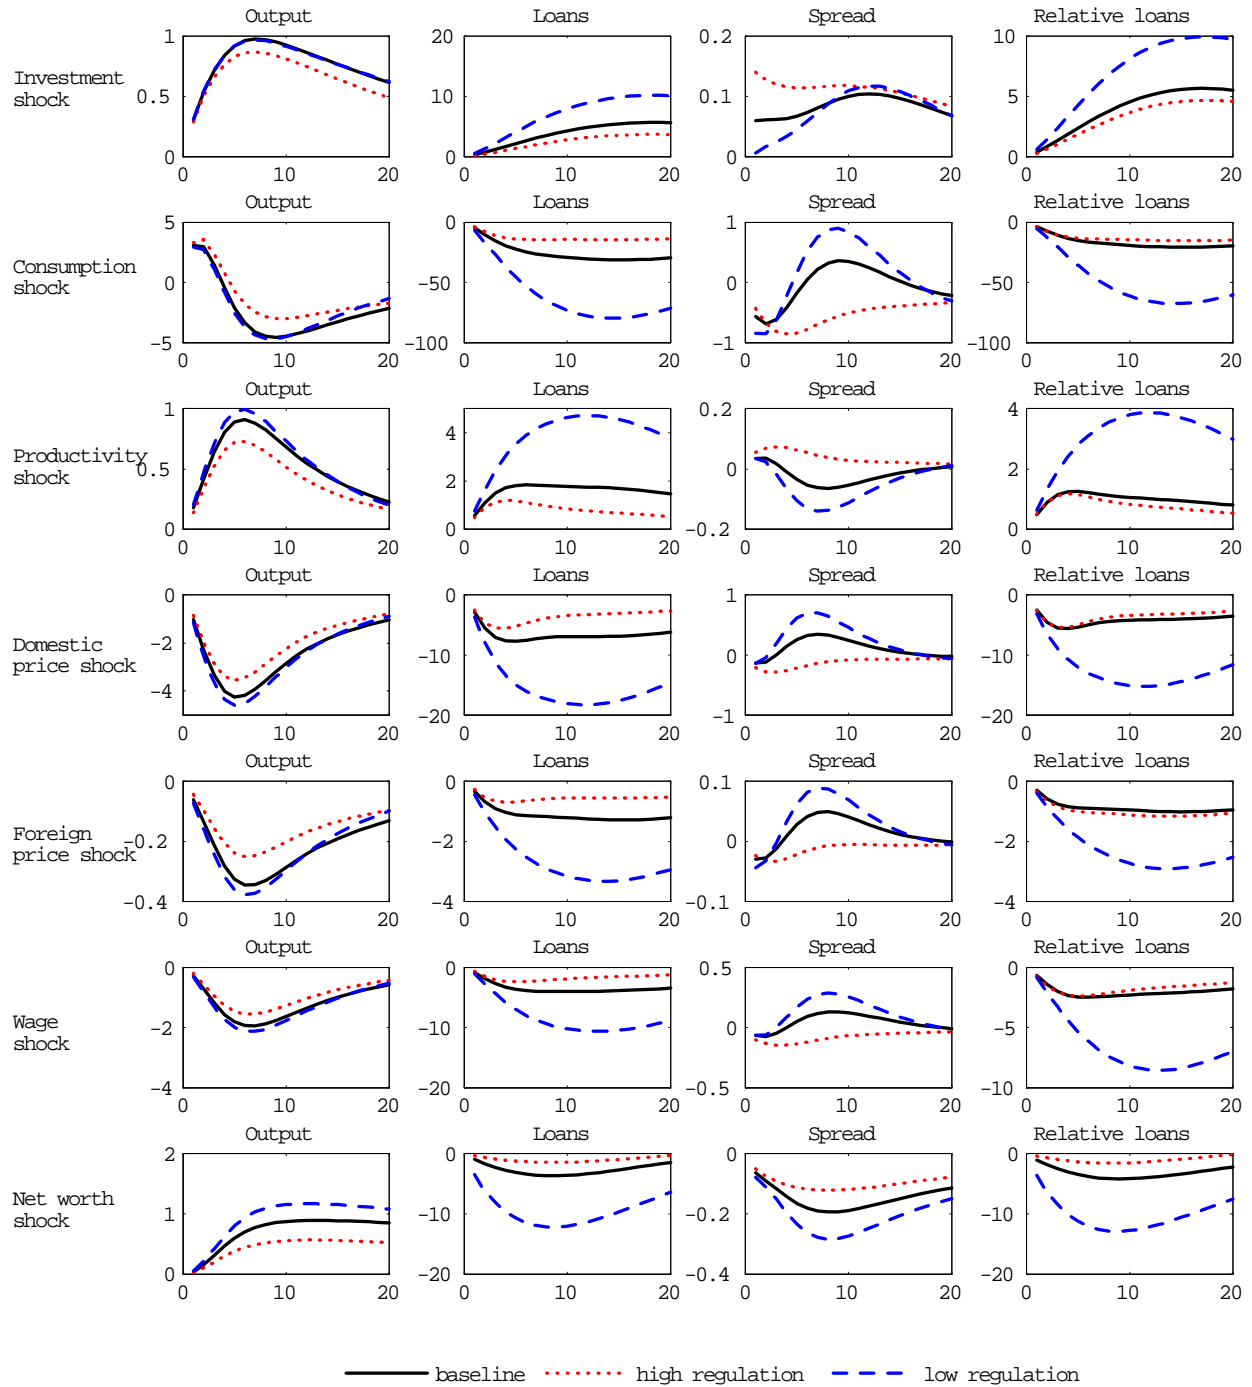 Output Loans Spread Relative loans
1 20 0.2 10
Investment
shock
0.5 10 0.1 5
0 0 0 0
0 10 20 0 10 20 0 10 20 0 10 20
Output Loans Spread Relative loans
5 0 1 0
Consumption
shock
0 -50 0 -50
-5 -100 -1 -100
0 10 20 0 10 20 0 10 20 0 10 20
Output Loans Spread Relative loans
1 4 0.2 4
Productivity
shock
0.5 2 0 2
0 0 -0.2 0
0 10 20 0 10 20 0 10 20 0 10 20
Output Loans Spread Relative loans
0 0 1 0
Domestic
price shock
-2 -10 0 -10
-4 -20 -1 -20
0 10 20 0 10 20 0 10 20 0 10 20
Output Loans Spread Relative loans
0 0 0.1 0
Foreign
price shock
-0.2 -2 0 -2
-0.4 -4 -0.1 -4
0 10 20 0 10 20 0 10 20 0 10 20
Output Loans Spread Relative loans
0 0 0.5 0
Wage
shock
-2 -10 0 -5
-4 -20 -0.5 -10
0 10 20 0 10 20 0 10 20 0 10 20
Output Loans Spread Relative loans
2 0 0 0
Net worth
shock
1 -10 -0.2 -10
0 -20 -0.4 -20
0 10 20 0 10 20 0 10 20 0 10 20
baseline high regulation low regulation